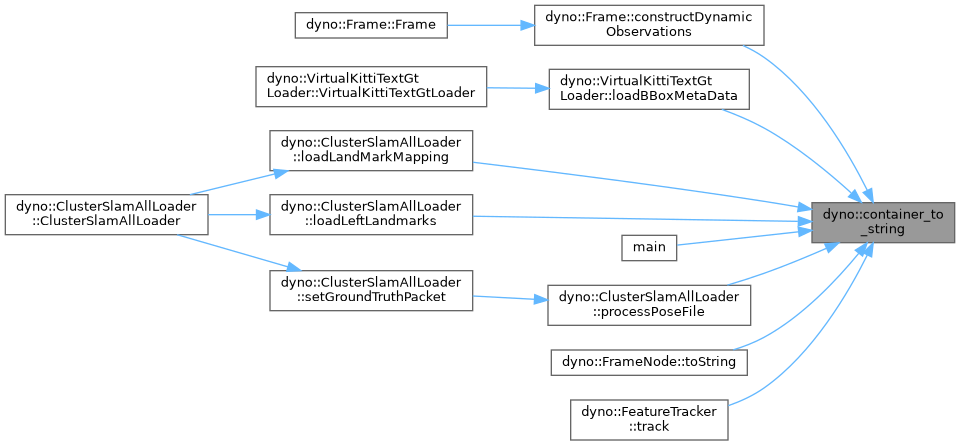 dyno::Frame::Frame
dyno::Frame::constructDynamic
Observations
dyno::VirtualKittiTextGt
Loader::VirtualKittiTextGtLoader
dyno::VirtualKittiTextGt
Loader::loadBBoxMetaData
dyno::ClusterSlamAllLoader
::loadLandMarkMapping
dyno::ClusterSlamAllLoader
::ClusterSlamAllLoader
dyno::ClusterSlamAllLoader
::loadLeftLandmarks
dyno::container_to
_string
main
dyno::ClusterSlamAllLoader
::setGroundTruthPacket
dyno::ClusterSlamAllLoader
::processPoseFile
dyno::FrameNode::toString
dyno::FeatureTracker
::track